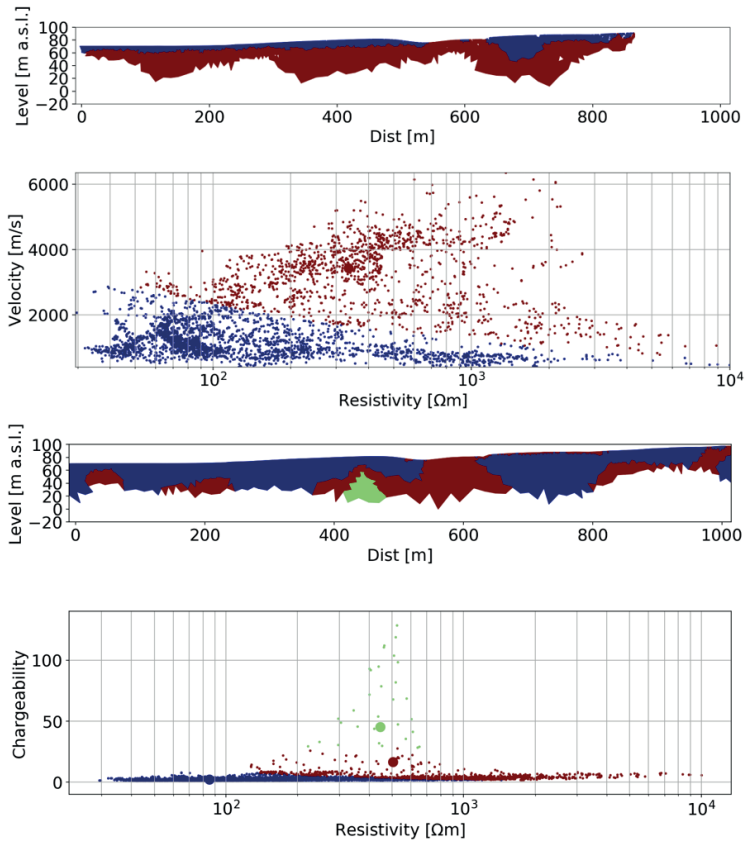 100
80
60
40
20
0
−20
Level [m a.s.l.]
0 200 400 600 800 1000
Dist [m]
6000
4000
2000
Velocity [m/s]
10² 10³ 10⁴
Resistivity [Ωm]
100
80
60
40
20
0
−20
Level [m a.s.l.]
0 200 400 600 800 1000
Dist [m]
100
50
0
Chargeability
10² 10³ 10⁴
Resistivity [Ωm]